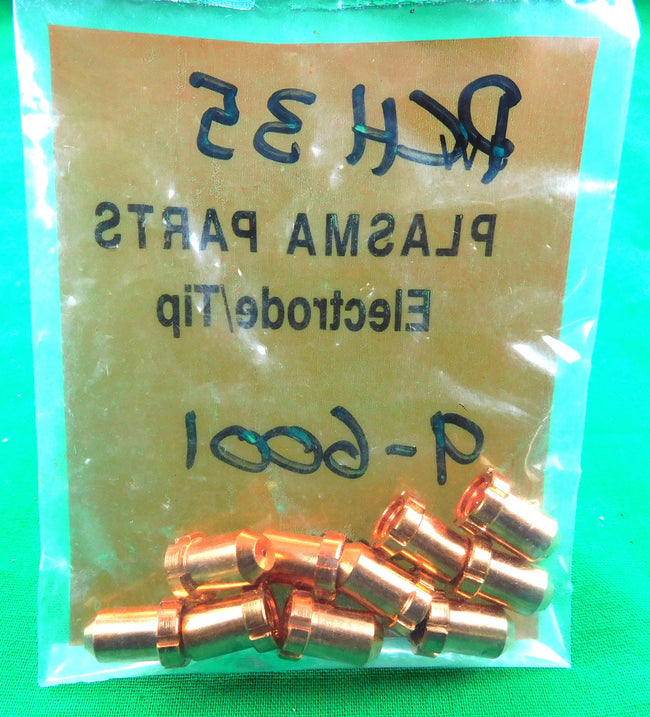 PCH 35
PLASMA PARTS
Electrode/Tip
9-6001